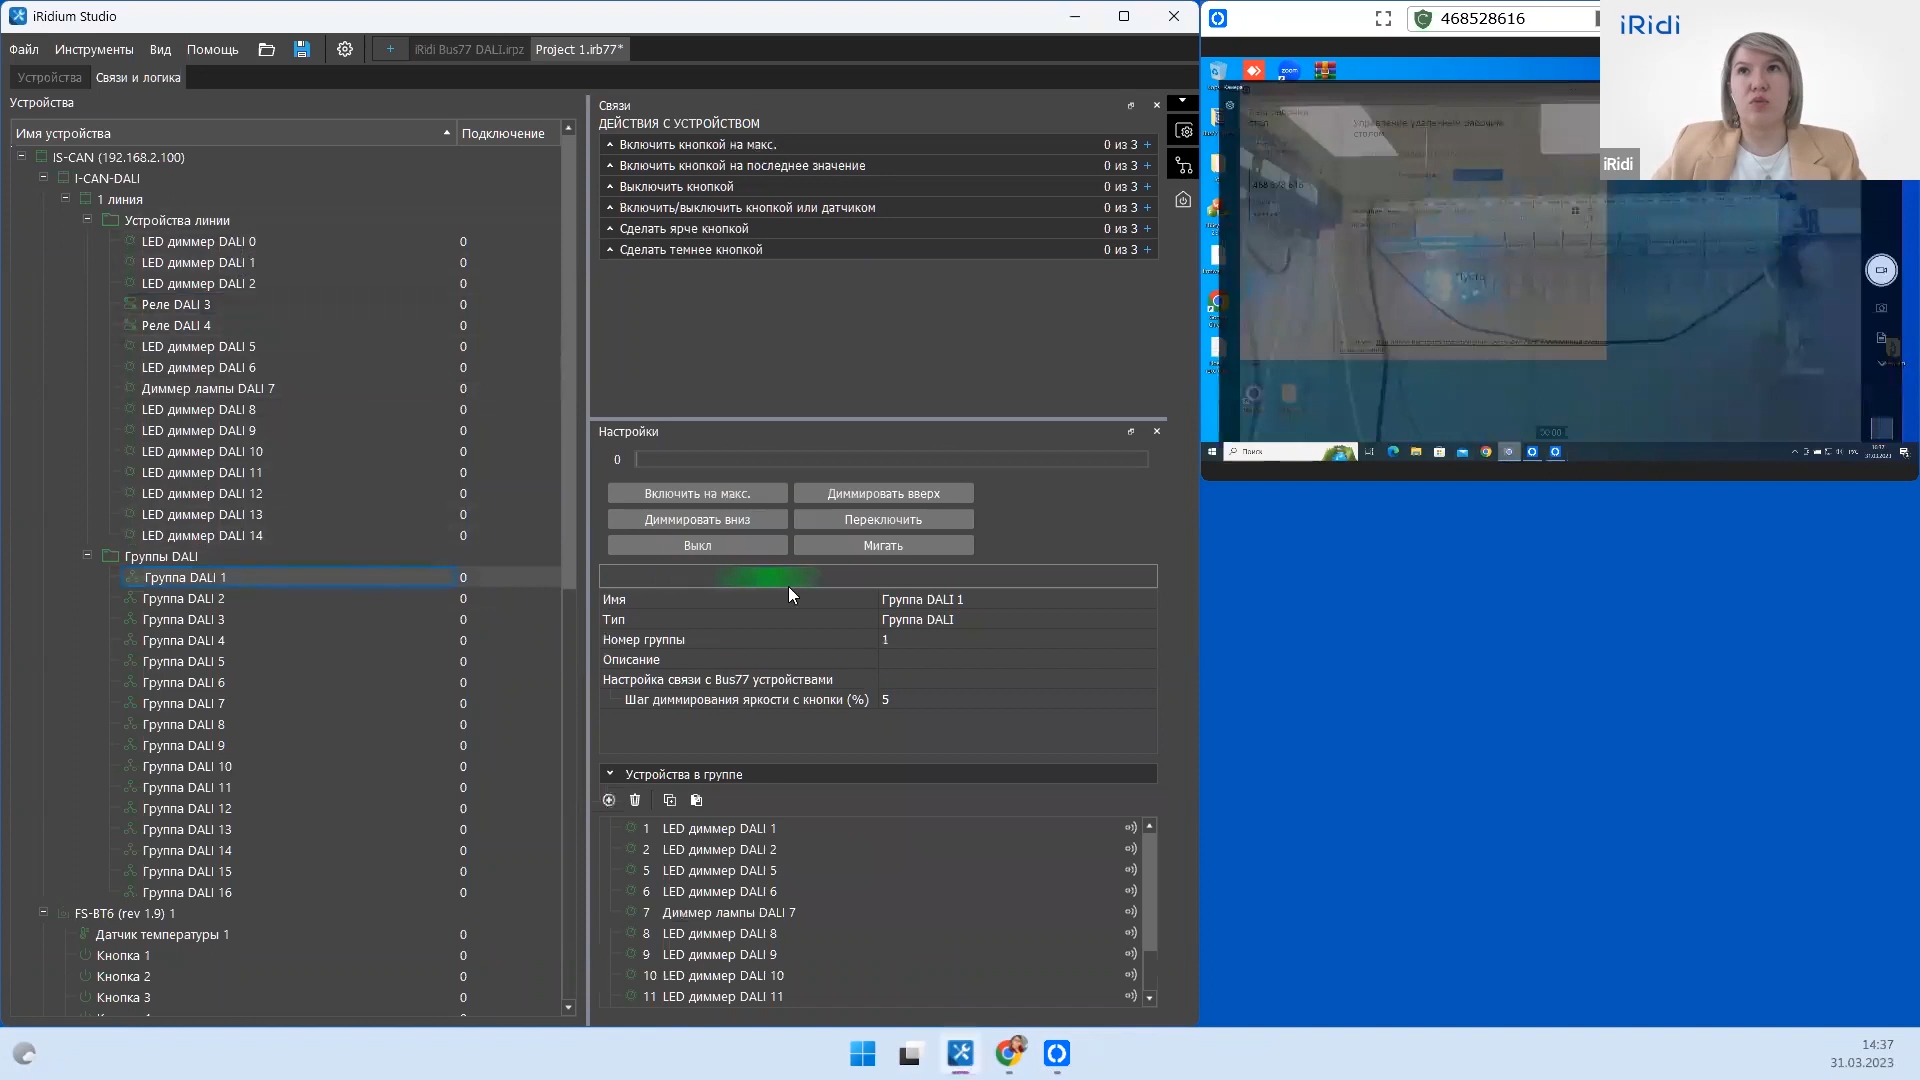 iRidium Studio
Файл Инструменты Вид Помощь + iRidi Bus77 DALI.irpz Project 1.irb77*
Устройства Связи и логика
Устройства
Имя устройства Подключение
IS-CAN (192.168.2.100)
I-CAN-DALI
1 линия
Устройства линии
LED диммер DALI 0 0
LED диммер DALI 1 0
LED диммер DALI 2 0
Реле DALI 3 0
Реле DALI 4 0
LED диммер DALI 5 0
LED диммер DALI 6 0
Диммер лампы DALI 7 0
LED диммер DALI 8 0
LED диммер DALI 9 0
LED диммер DALI 10 0
LED диммер DALI 11 0
LED диммер DALI 12 0
LED диммер DALI 13 0
LED диммер DALI 14 0
Группы DALI
Группа DALI 1 0
Группа DALI 2 0
Группа DALI 3 0
Группа DALI 4 0
Группа DALI 5 0
Группа DALI 6 0
Группа DALI 7 0
Группа DALI 8 0
Группа DALI 9 0
Группа DALI 10 0
Группа DALI 11 0
Группа DALI 12 0
Группа DALI 13 0
Группа DALI 14 0
Группа DALI 15 0
Группа DALI 16 0
FS-BT6 (rev 1.9) 1
Датчик температуры 1 0
Кнопка 1 0
Кнопка 2 0
Кнопка 3 0
Связи
ДЕЙСТВИЯ С УСТРОЙСТВОМ
Включить кнопкой на макс. 0 из 3 +
Включить кнопкой на последнее значение 0 из 3 +
Выключить кнопкой 0 из 3 +
Включить/выключить кнопкой или датчиком 0 из 3 +
Сделать ярче кнопкой 0 из 3 +
Сделать темнее кнопкой 0 из 3 +
Настройки
0
Включить на макс. Диммировать вверх
Диммировать вниз Переключить
Выкл Мигать
Имя Группа DALI 1
Тип Группа DALI
Номер группы 1
Описание
Настройка связи с Bus77 устройствами
Шаг диммирования яркости с кнопки (%) 5
Устройства в группе
1 LED диммер DALI 1
2 LED диммер DALI 2
5 LED диммер DALI 5
6 LED диммер DALI 6
7 Диммер лампы DALI 7
8 LED диммер DALI 8
9 LED диммер DALI 9
10 LED диммер DALI 10
11 LED диммер DALI 11
468528616
iRidi
iRidi
zoom
Камера
Управление удаленным рабочим
столом
00:00
Поиск
14:37
31.03.2023